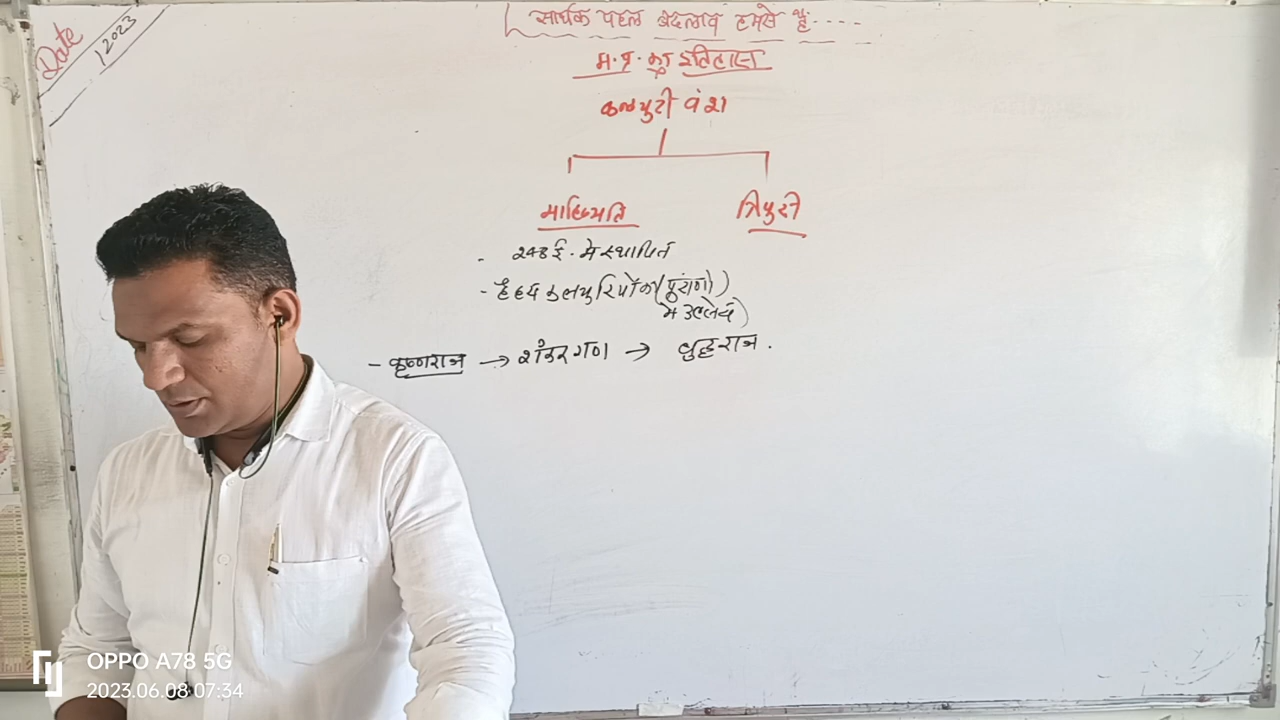 Date
/2023
सार्थक पहल बदलाव हमसे है....
म.प्र. का इतिहास
कलचुरी वंश
माहिष्मति
त्रिपुरी
- 248 ई. मे स्थापित
- हैहय कलचुरियों का (पुराणो)
मे उल्लेख)
- कृष्णराज → शंकरगण → बुद्धराज.
OPPO A78 5G
2023.06.08 07:34